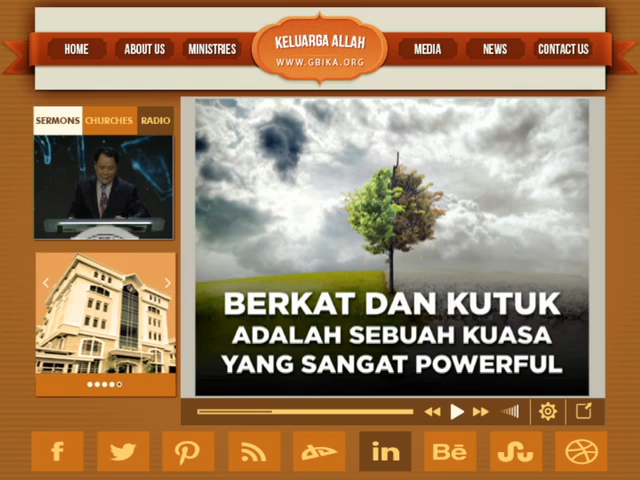 HOME
ABOUT US
MINISTRIES
KELUARGA ALLAH
WWW.GBIKA.ORG
MEDIA
NEWS
CONTACT US
SERMONS
CHURCHES
RADIO
BERKAT DAN KUTUK
ADALAH SEBUAH KUASA
YANG SANGAT POWERFUL
f
in
Bē